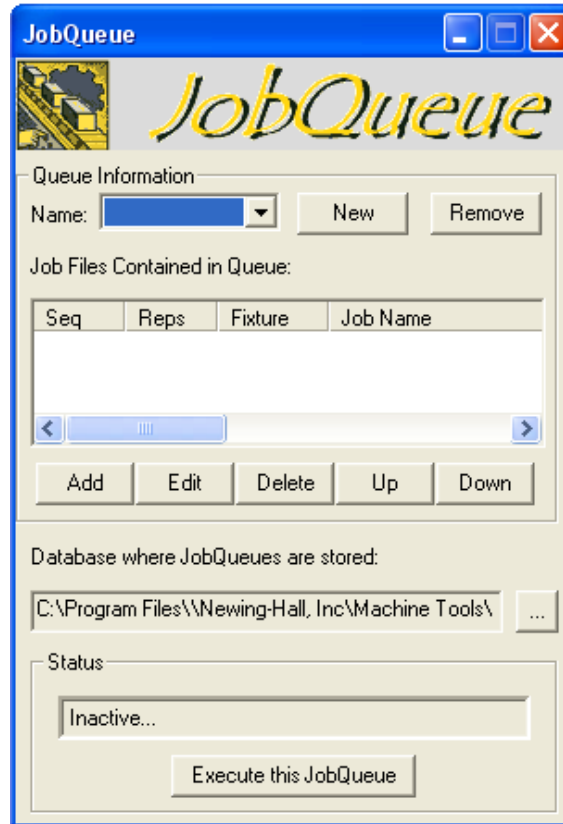 JobQueue
JobQueue
Queue Information
Name: New Remove
Job Files Contained in Queue:
Seq Reps Fixture Job Name
Add Edit Delete Up Down
Database where JobQueues are stored:
C:\Program Files\\Newing-Hall, Inc\Machine Tools\ ...
Status
Inactive...
Execute this JobQueue